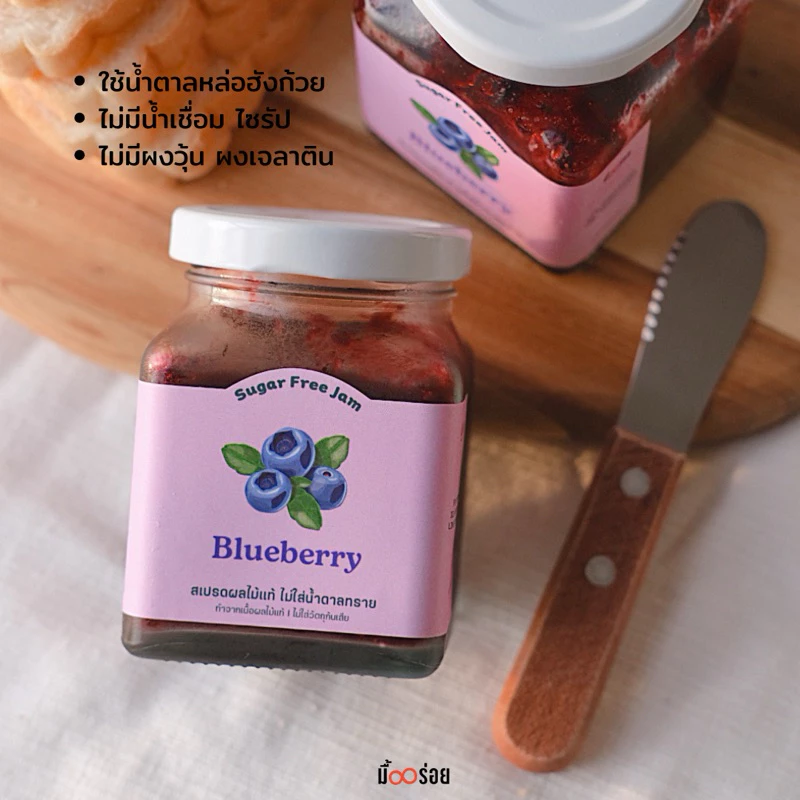 • ใช้น้ำตาลหล่อฮังก้วย
• ไม่มีน้ำเชื่อม ไซรัป
• ไม่มีผงวุ้น ผงเจลาติน
Sugar Free Jam
Blueberry
Sugar Free Jam
Blueberry
สเปรดผลไม้แท้ ไม่ใส่น้ำตาลทราย
ทำจากเนื้อผลไม้แท้ | ไม่ใส่วัตถุกันเสีย
มื้อร่อย